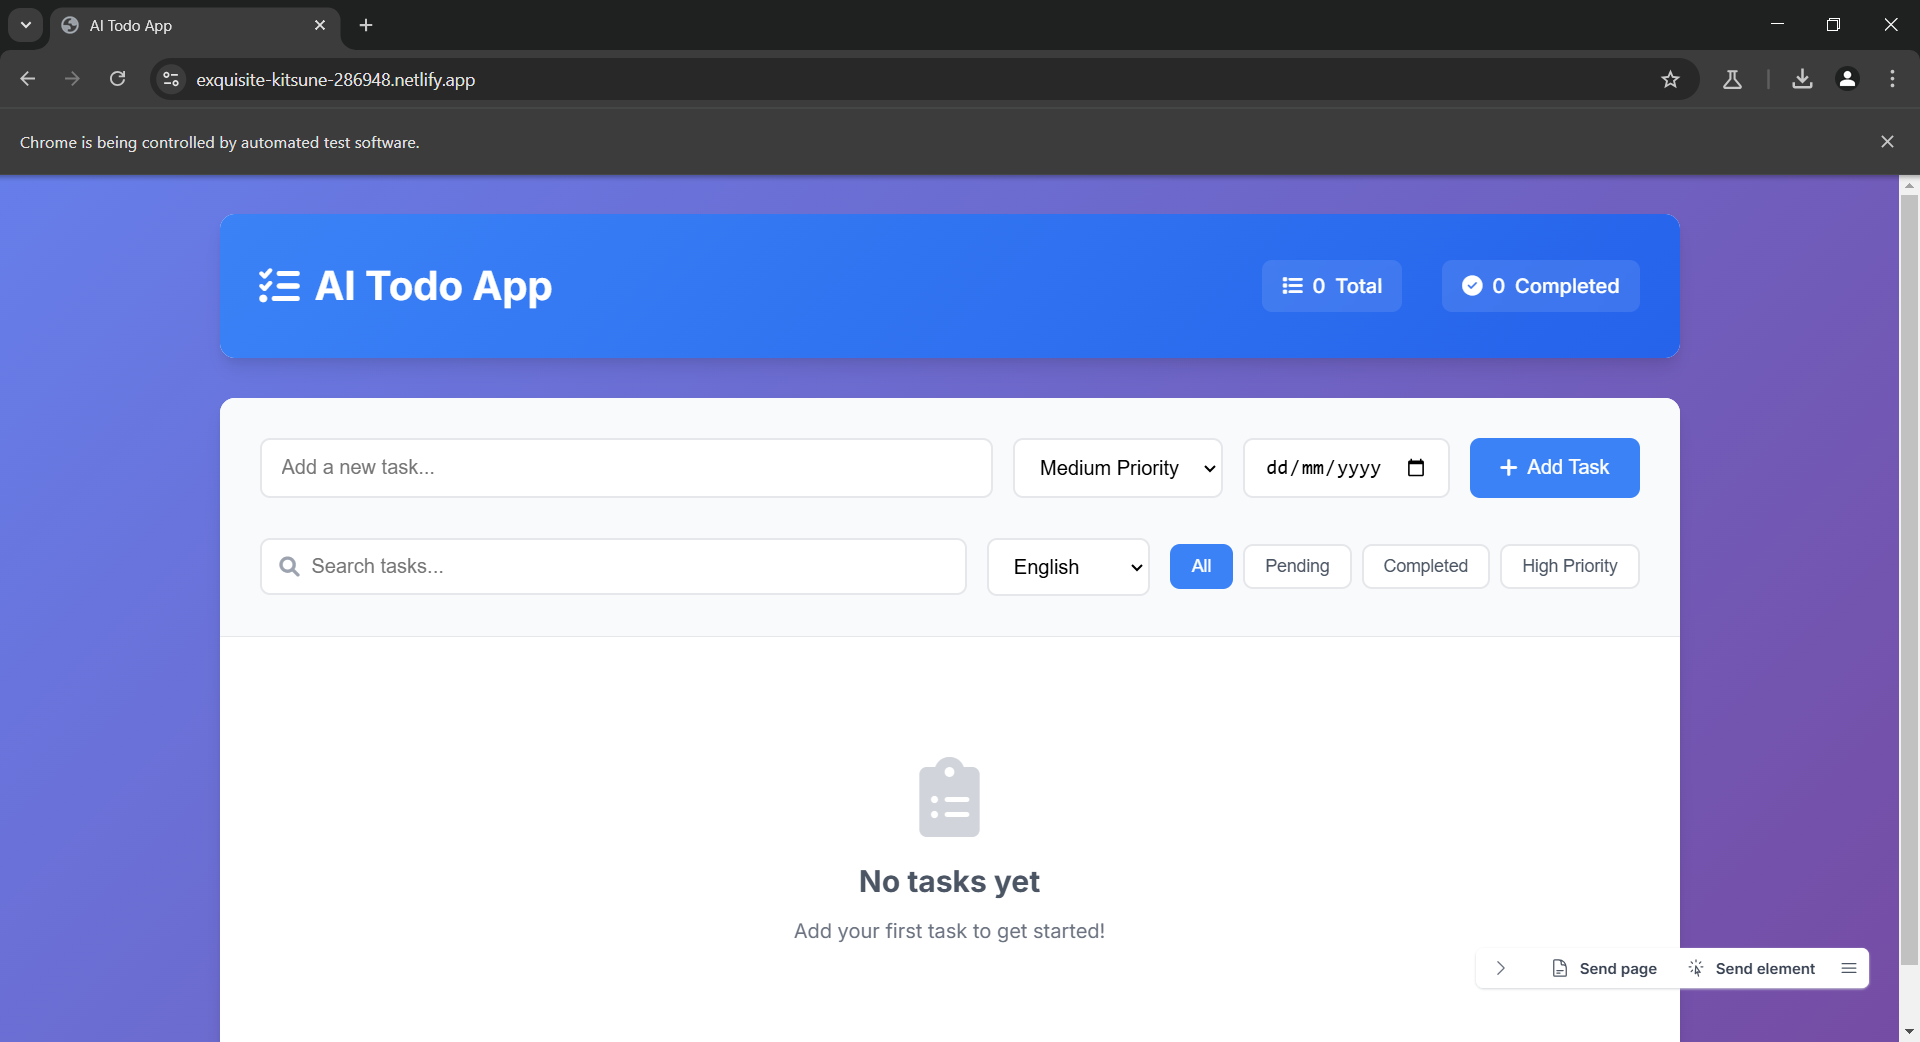 AI Todo App
exquisite-kitsune-286948.netlify.app
Chrome is being controlled by automated test software.
AI Todo App
0 Total
0 Completed
Add a new task...
Medium Priority
dd/mm/yyyy
Add Task
Search tasks...
English
All
Pending
Completed
High Priority
No tasks yet
Add your first task to get started!
Send page
Send element